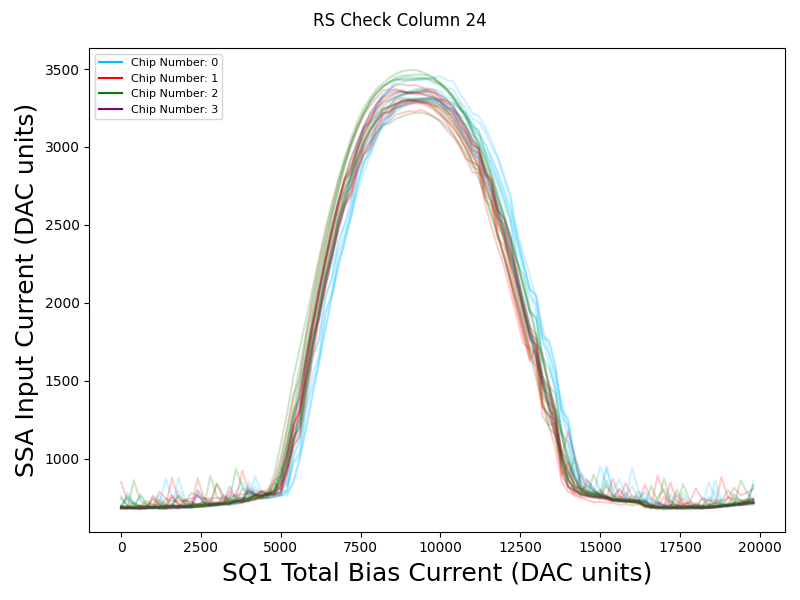 RS Check Column 24
Chip Number: 0
Chip Number: 1
Chip Number: 2
Chip Number: 3
SSA Input Current (DAC units)
3500
3000
2500
2000
1500
1000
0 2500 5000 7500 10000 12500 15000 17500 20000
SQ1 Total Bias Current (DAC units)